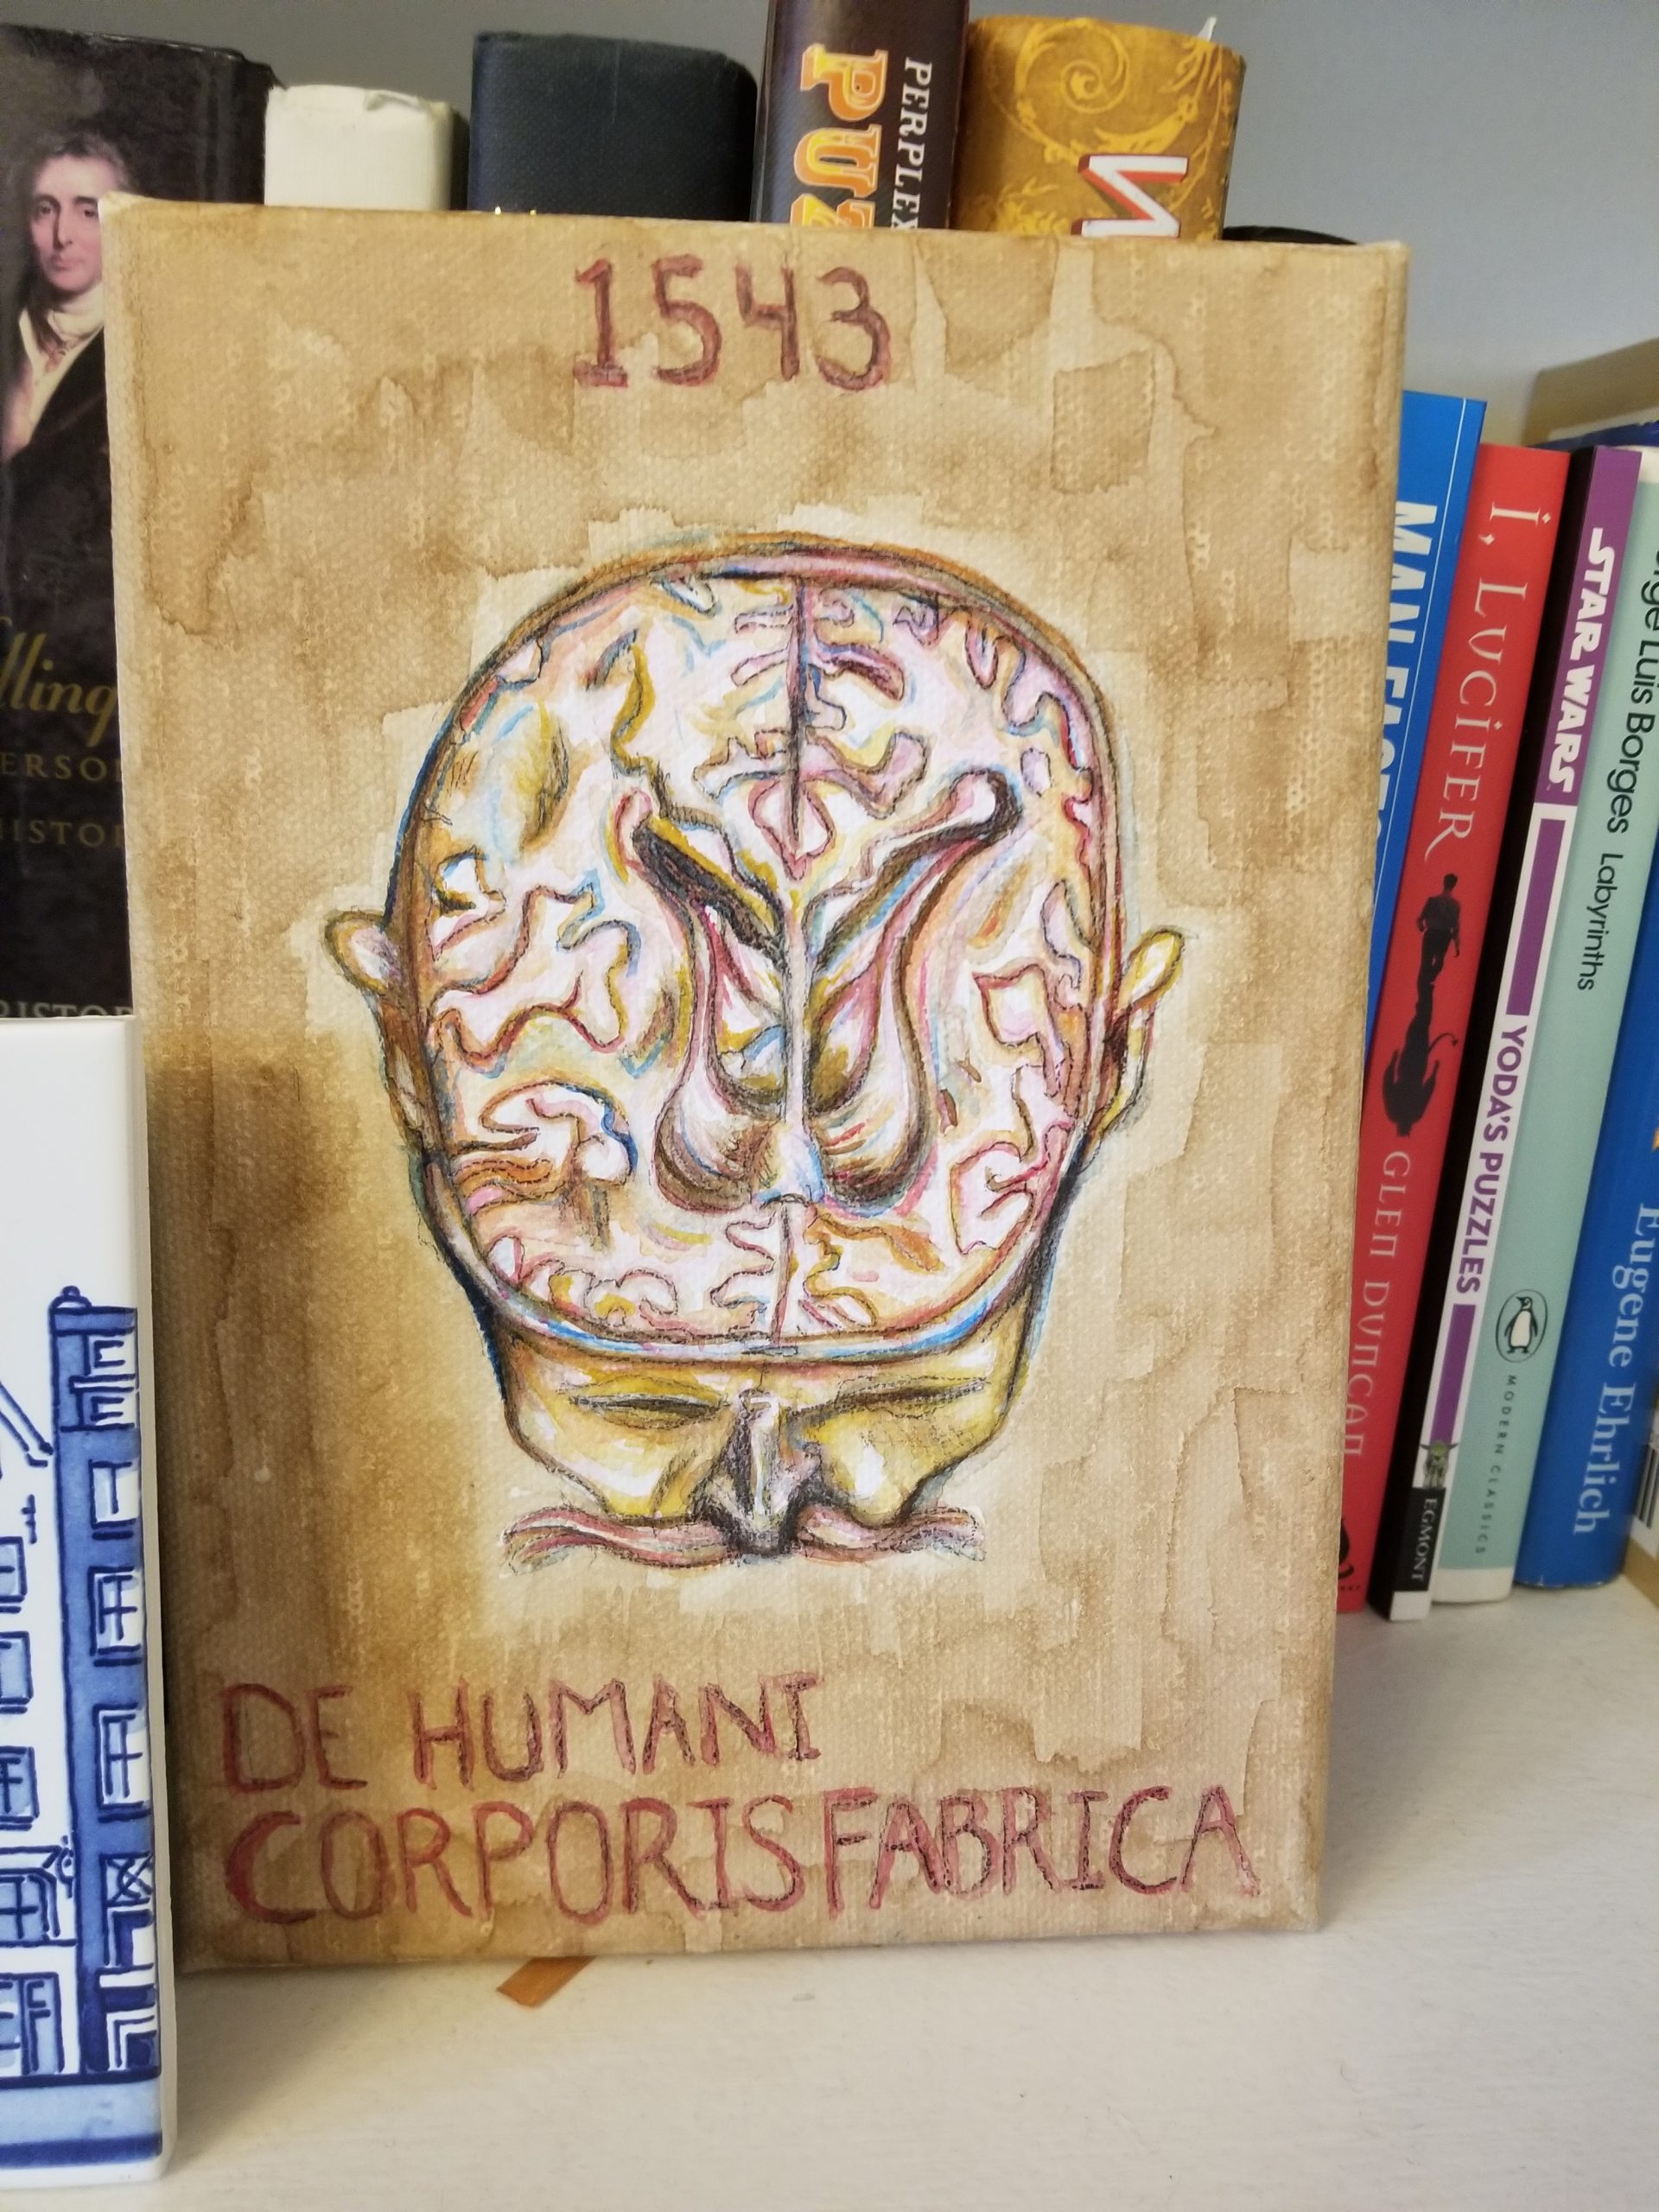 PERPLEX
PUZ
1543
DE HUMANI
CORPORIS FABRICA
I, LUCIFER
GLEN DUNCAN
STAR WARS
YODA'S PUZZLES
EGMONT
Luis Borges Labyrinths
MODERN CLASSICS
Eugene Ehrlich